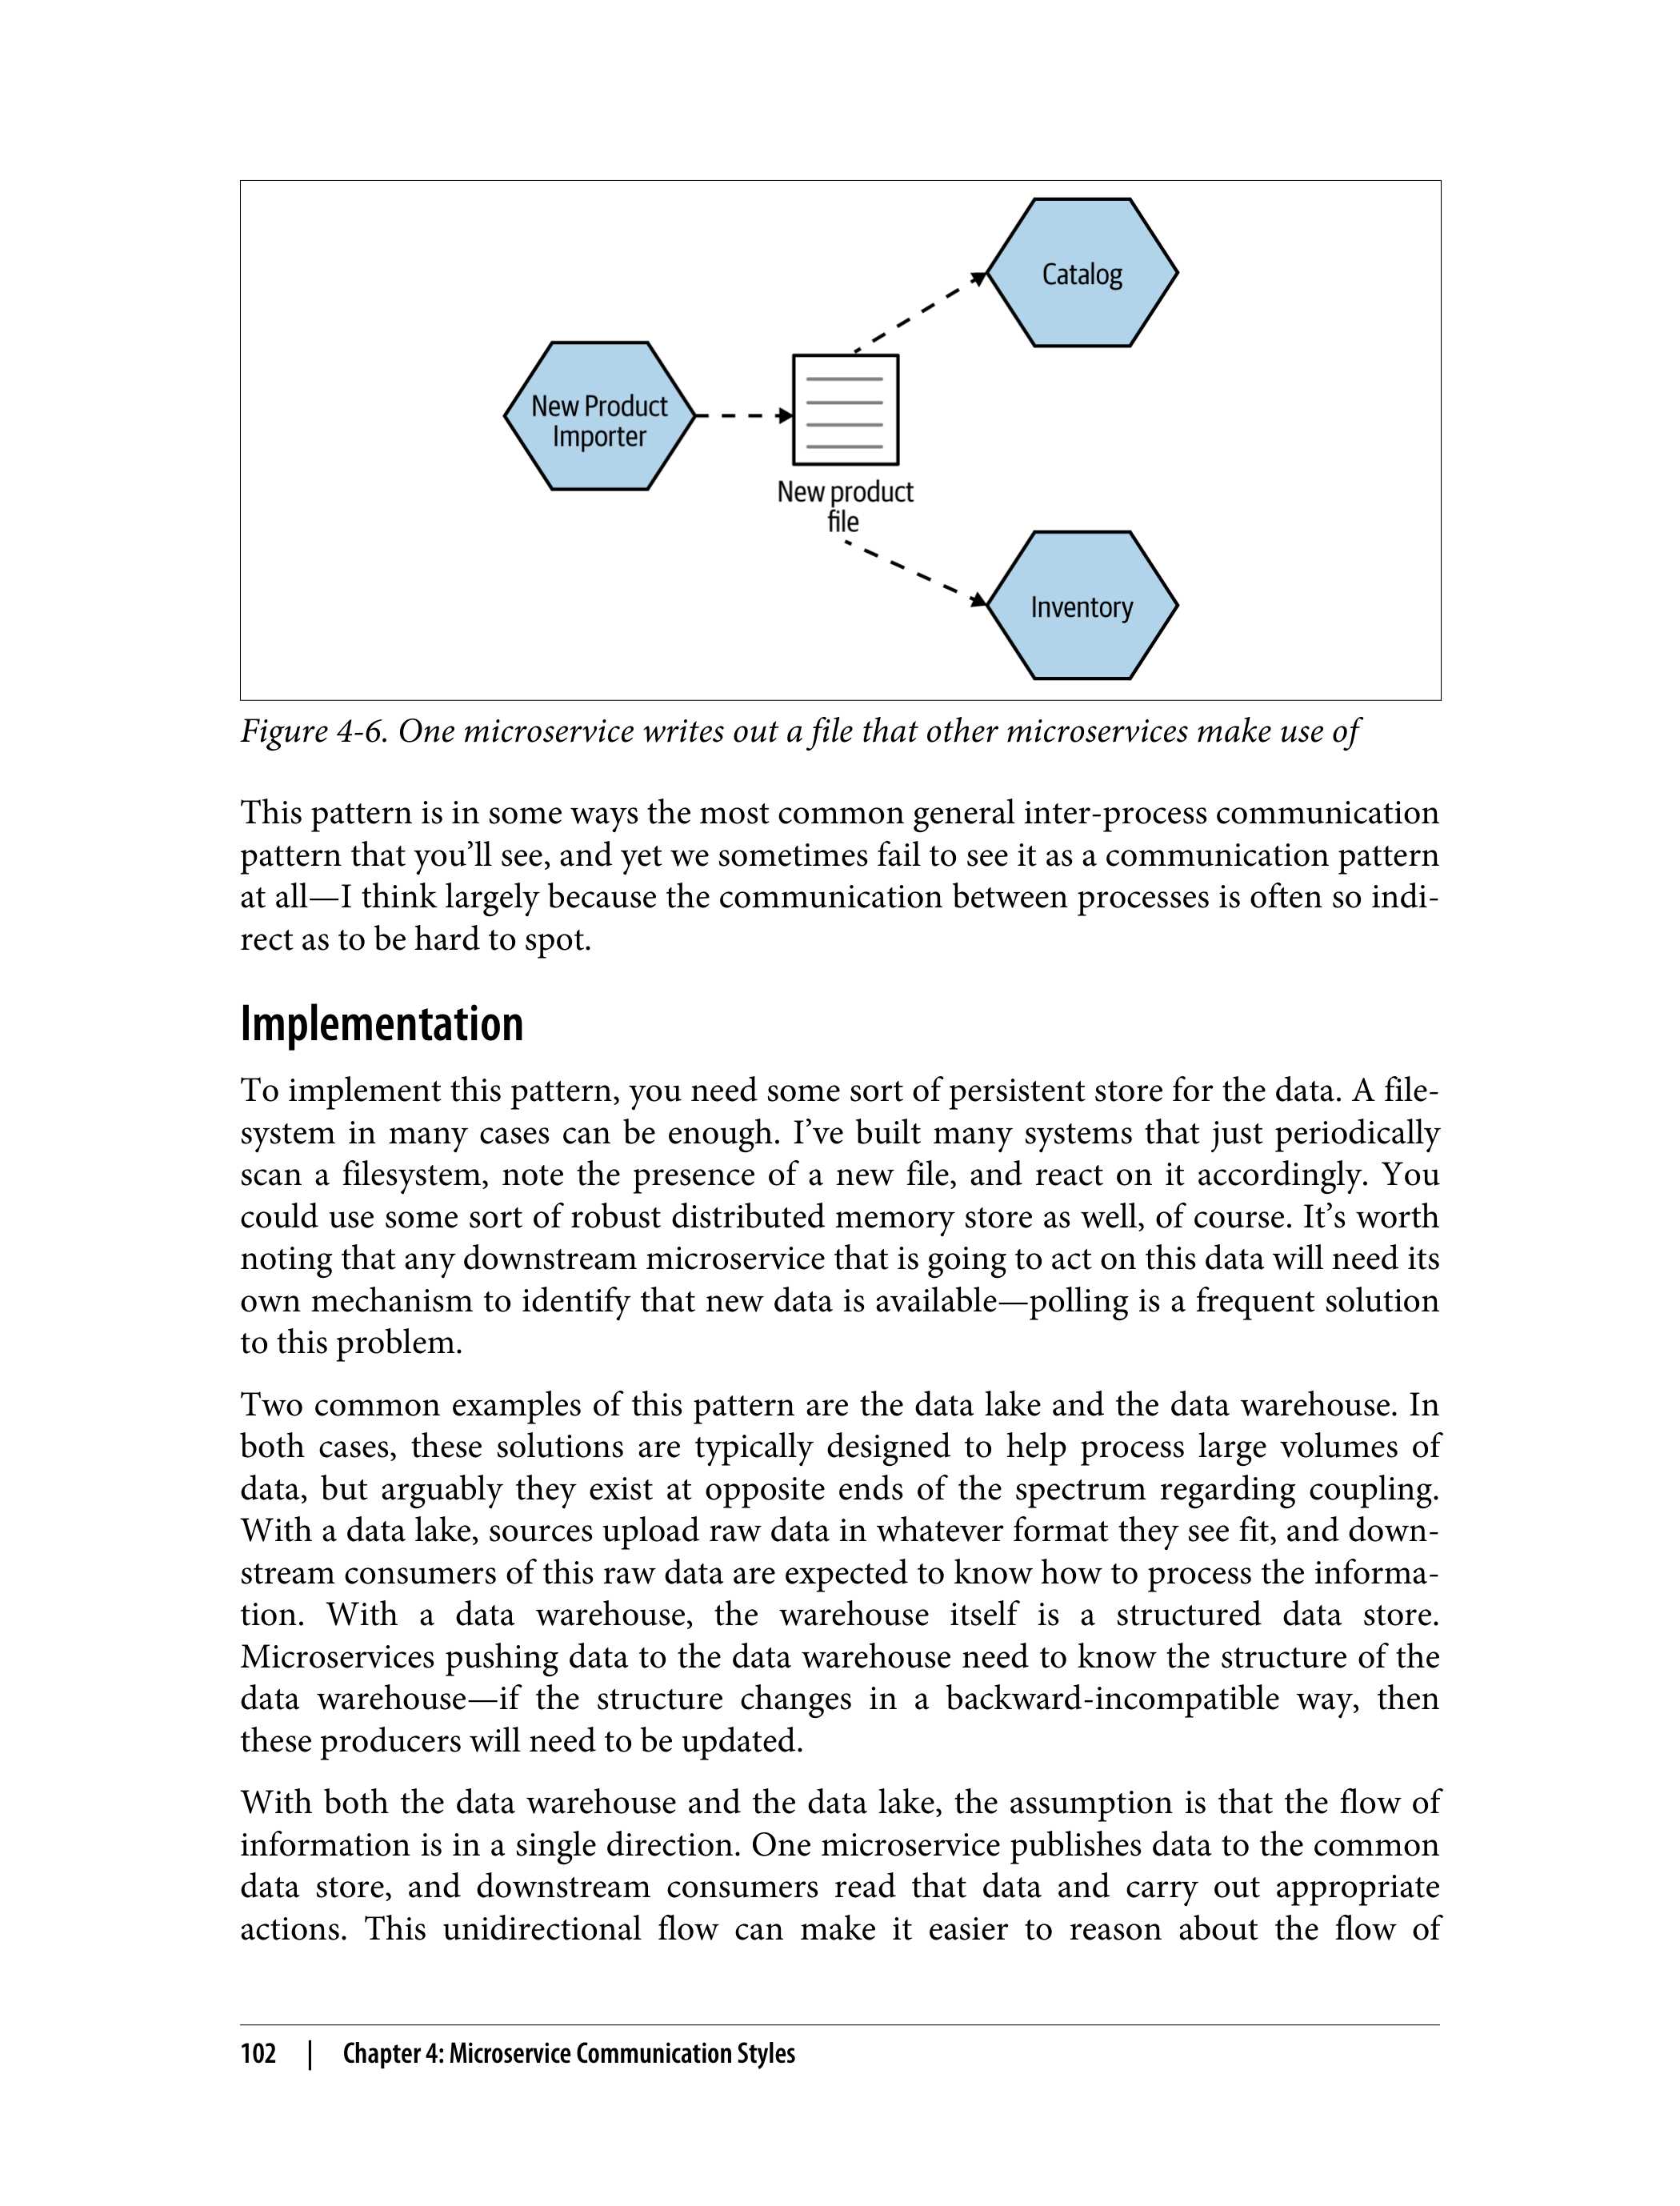 Catalog
New Product
Importer
New product
file
Inventory
Figure 4-6. One microservice writes out a file that other microservices make use of
This pattern is in some ways the most common general inter-process communication
pattern that you’ll see, and yet we sometimes fail to see it as a communication pattern
at all—I think largely because the communication between processes is often so indi-
rect as to be hard to spot.
Implementation
To implement this pattern, you need some sort of persistent store for the data. A file-
system in many cases can be enough. I’ve built many systems that just periodically
scan a filesystem, note the presence of a new file, and react on it accordingly. You
could use some sort of robust distributed memory store as well, of course. It’s worth
noting that any downstream microservice that is going to act on this data will need its
own mechanism to identify that new data is available—polling is a frequent solution
to this problem.
Two common examples of this pattern are the data lake and the data warehouse. In
both cases, these solutions are typically designed to help process large volumes of
data, but arguably they exist at opposite ends of the spectrum regarding coupling.
With a data lake, sources upload raw data in whatever format they see fit, and down-
stream consumers of this raw data are expected to know how to process the informa-
tion. With a data warehouse, the warehouse itself is a structured data store.
Microservices pushing data to the data warehouse need to know the structure of the
data warehouse—if the structure changes in a backward-incompatible way, then
these producers will need to be updated.
With both the data warehouse and the data lake, the assumption is that the flow of
information is in a single direction. One microservice publishes data to the common
data store, and downstream consumers read that data and carry out appropriate
actions. This unidirectional flow can make it easier to reason about the flow of
102 | Chapter 4: Microservice Communication Styles